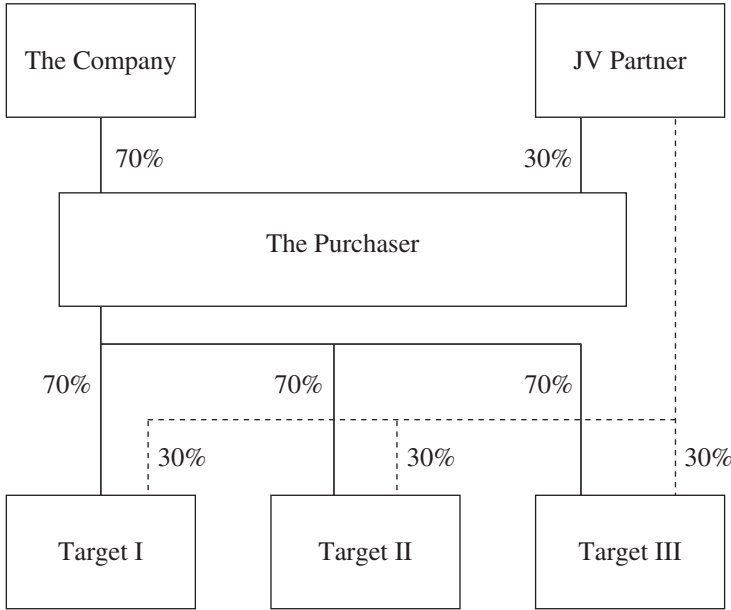 The Company
JV Partner
70%
30%
The Purchaser
70%
70%
70%
30%
30%
30%
Target I
Target II
Target III